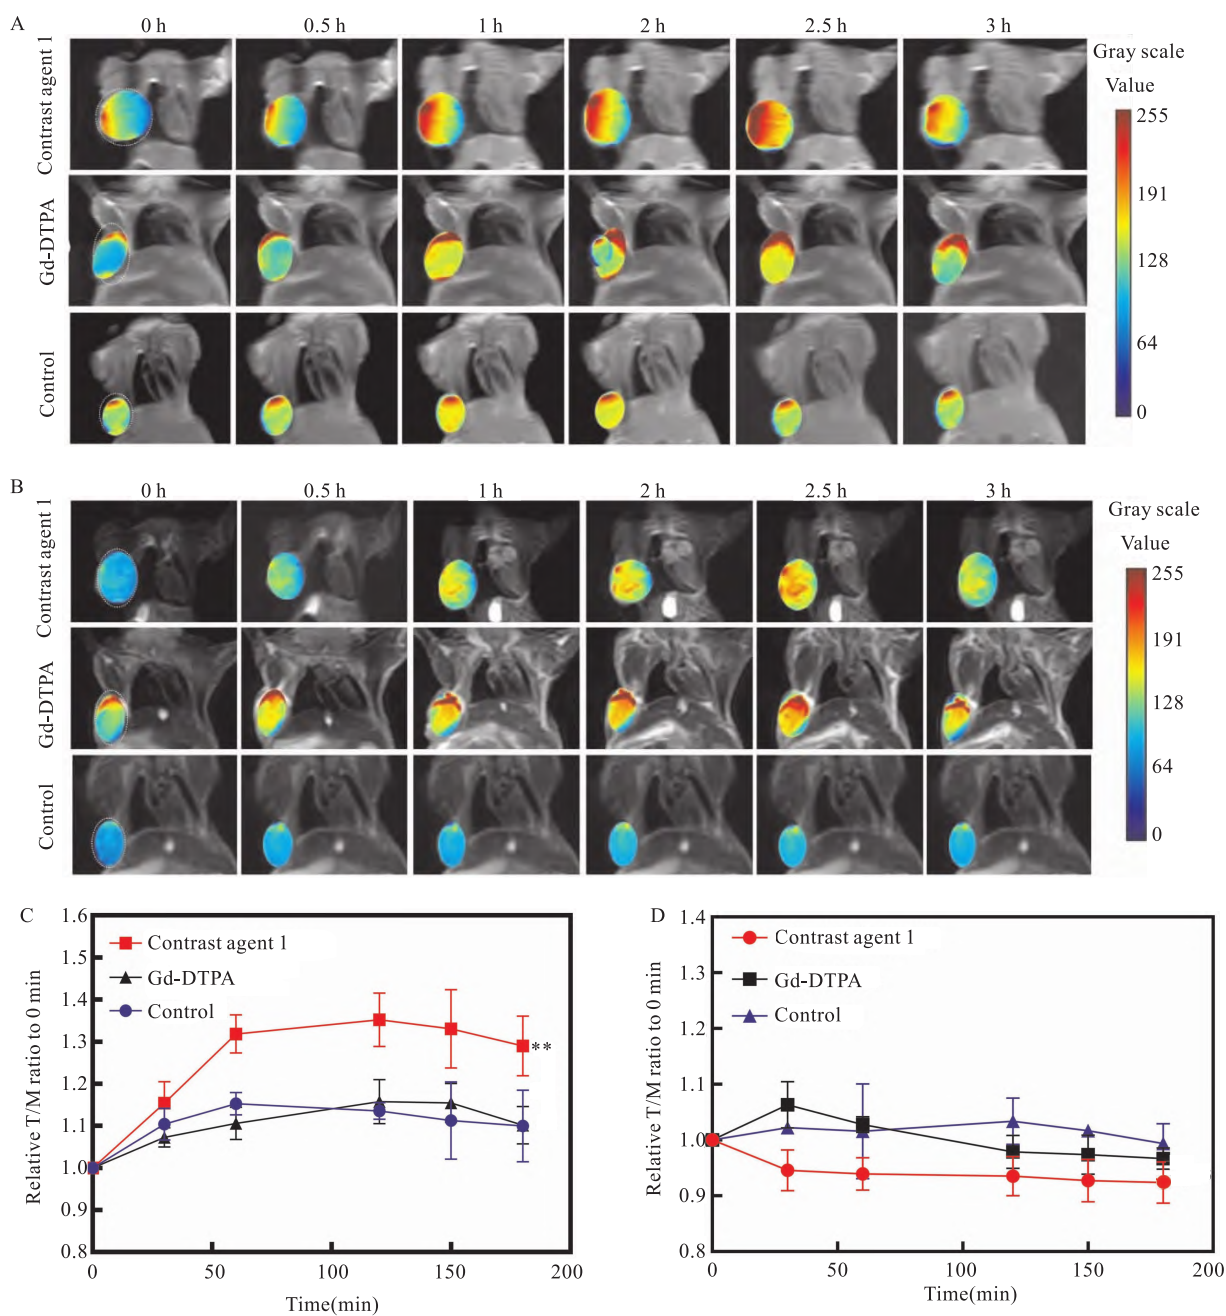 A
0 h 0.5 h 1 h 2 h 2.5 h 3 h
Contrast agent 1
Gd-DTPA
Control
Gray scale
Value
255
191
128
64
0
B
0 h 0.5 h 1 h 2 h 2.5 h 3 h
Contrast agent 1
Gd-DTPA
Control
Gray scale
Value
255
191
128
64
0
C
Relative T/M ratio to 0 min
1.6
1.5
1.4
1.3
1.2
1.1
1.0
0.9
0.8
Contrast agent 1
Gd-DTPA
Control
**
0 50 100 150 200
Time(min)
D
Relative T/M ratio to 0 min
1.4
1.3
1.2
1.1
1.0
0.9
0.8
Contrast agent 1
Gd-DTPA
Control
0 50 100 150 200
Time(min)